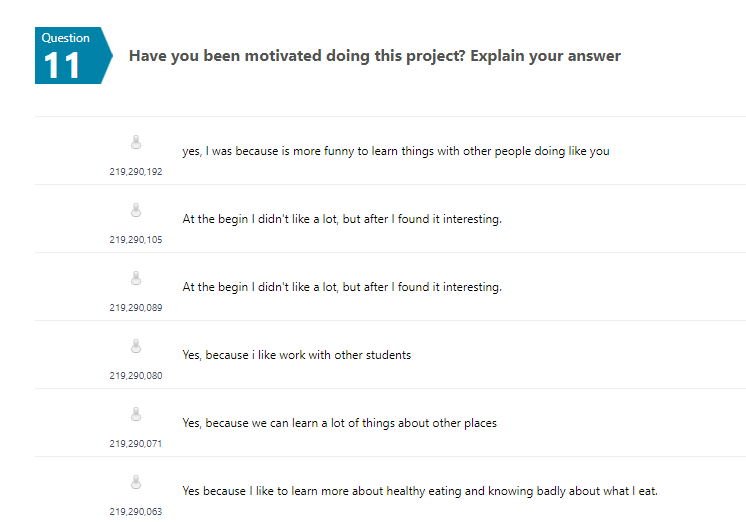 Question
11
Have you been motivated doing this project? Explain your answer
yes, I was because is more funny to learn things with other people doing like you
219,290,192
At the begin I didn't like a lot, but after I found it interesting.
219,290,105
At the begin I didn't like a lot, but after I found it interesting.
219,290,089
Yes, because i like work with other students
219,290,080
Yes, because we can learn a lot of things about other places
219,290,071
Yes because I like to learn more about healthy eating and knowing badly about what I eat.
219,290,063